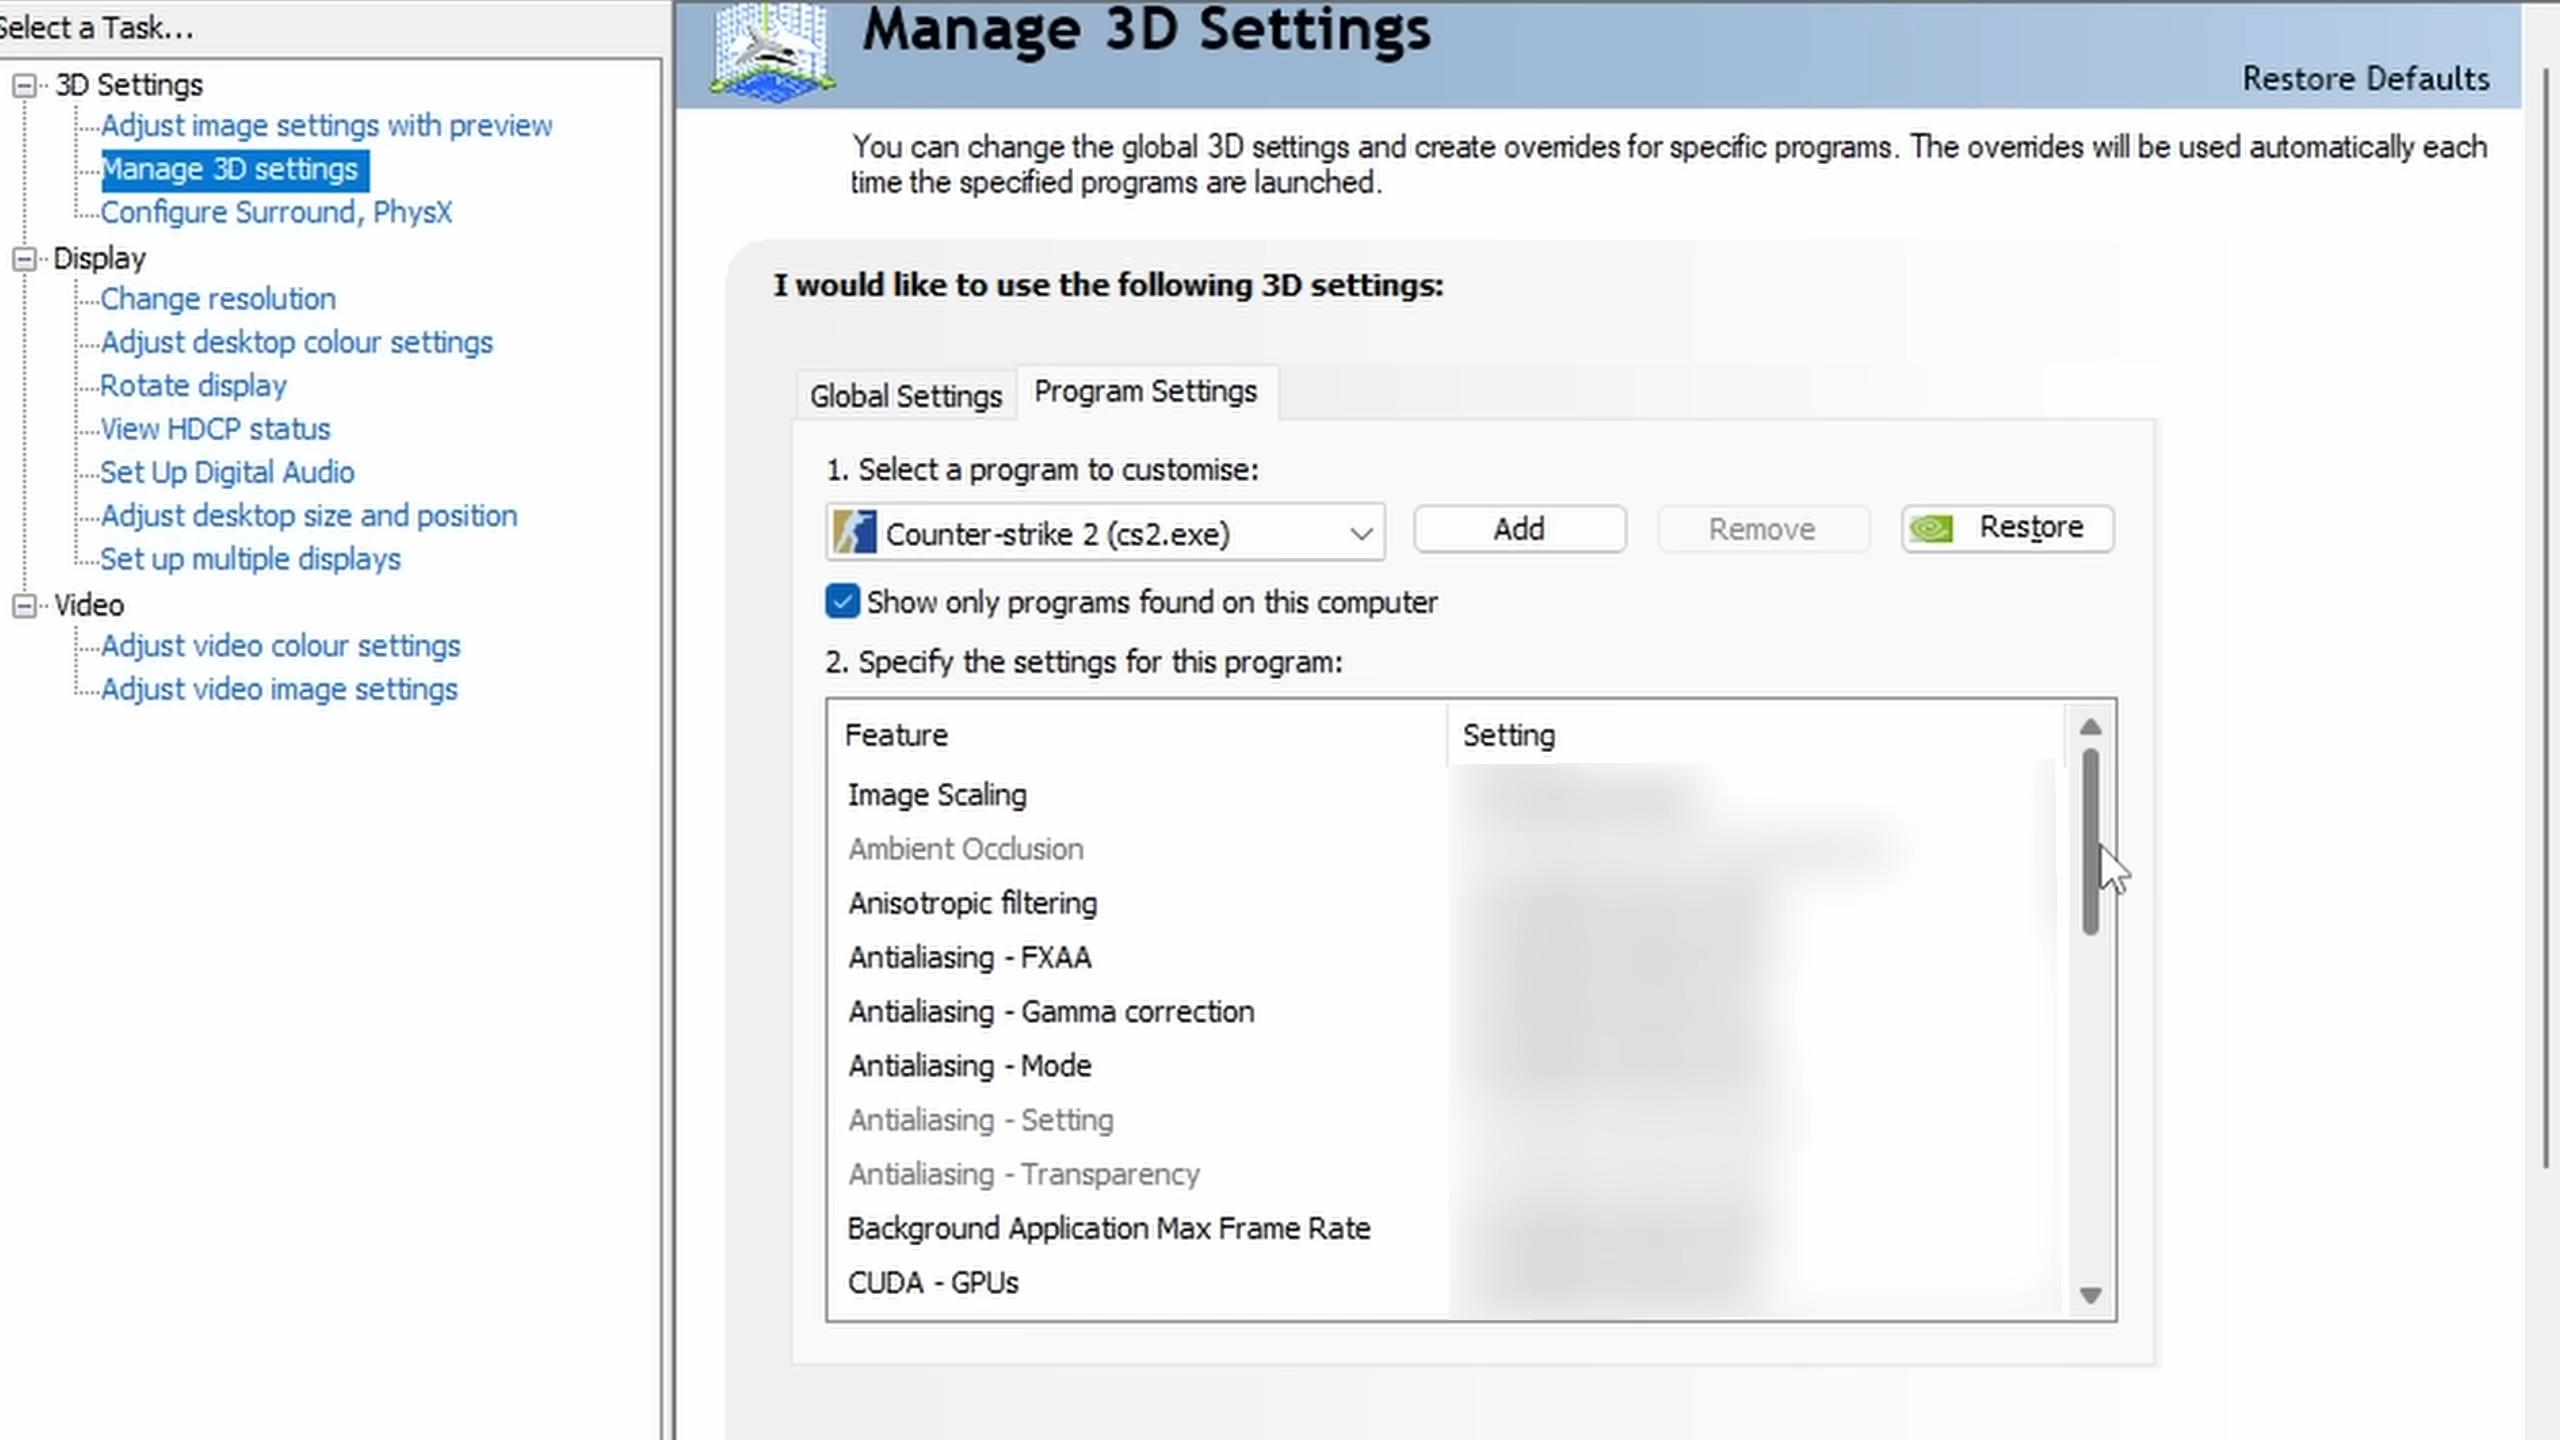 Select a Task...
3D Settings
Adjust image settings with preview
Manage 3D settings
Configure Surround, PhysX
Display
Change resolution
Adjust desktop colour settings
Rotate display
View HDCP status
Set Up Digital Audio
Adjust desktop size and position
Set up multiple displays
Video
Adjust video colour settings
Adjust video image settings
Manage 3D Settings
Restore Defaults
You can change the global 3D settings and create overrides for specific programs. The overrides will be used automatically each
time the specified programs are launched.
I would like to use the following 3D settings:
Global Settings
Program Settings
1. Select a program to customise:
Counter-strike 2 (cs2.exe)
Add
Remove
Restore
Show only programs found on this computer
2. Specify the settings for this program:
Feature
Setting
Image Scaling
Ambient Occlusion
Anisotropic filtering
Antialiasing - FXAA
Antialiasing - Gamma correction
Antialiasing - Mode
Antialiasing - Setting
Antialiasing - Transparency
Background Application Max Frame Rate
CUDA - GPUs